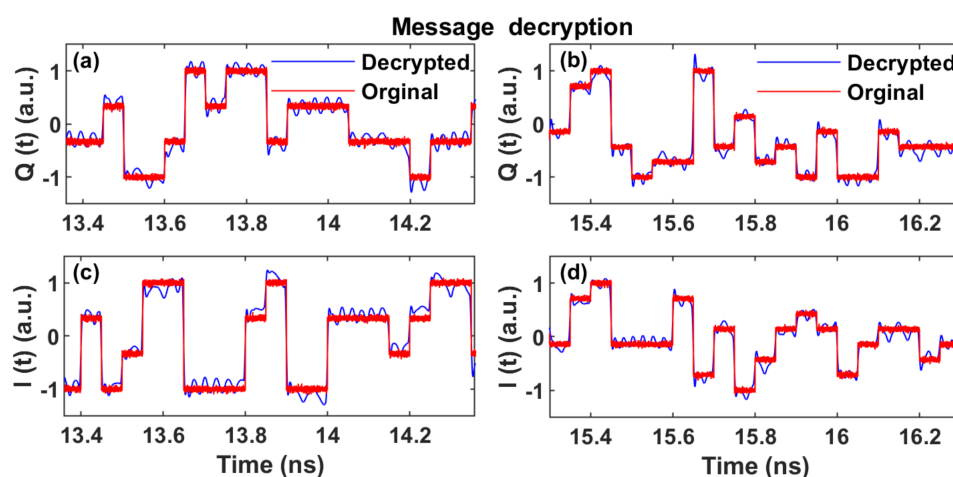 Message decryption
(a)
Decrypted
Orginal
Q (t) (a.u.)
1
0
-1
13.4 13.6 13.8 14 14.2
(b)
Decrypted
Orginal
Q (t) (a.u.)
1
0
-1
15.4 15.6 15.8 16 16.2
(c)
I (t) (a.u.)
1
0
-1
13.4 13.6 13.8 14 14.2
Time (ns)
(d)
I (t) (a.u.)
1
0
-1
15.4 15.6 15.8 16 16.2
Time (ns)